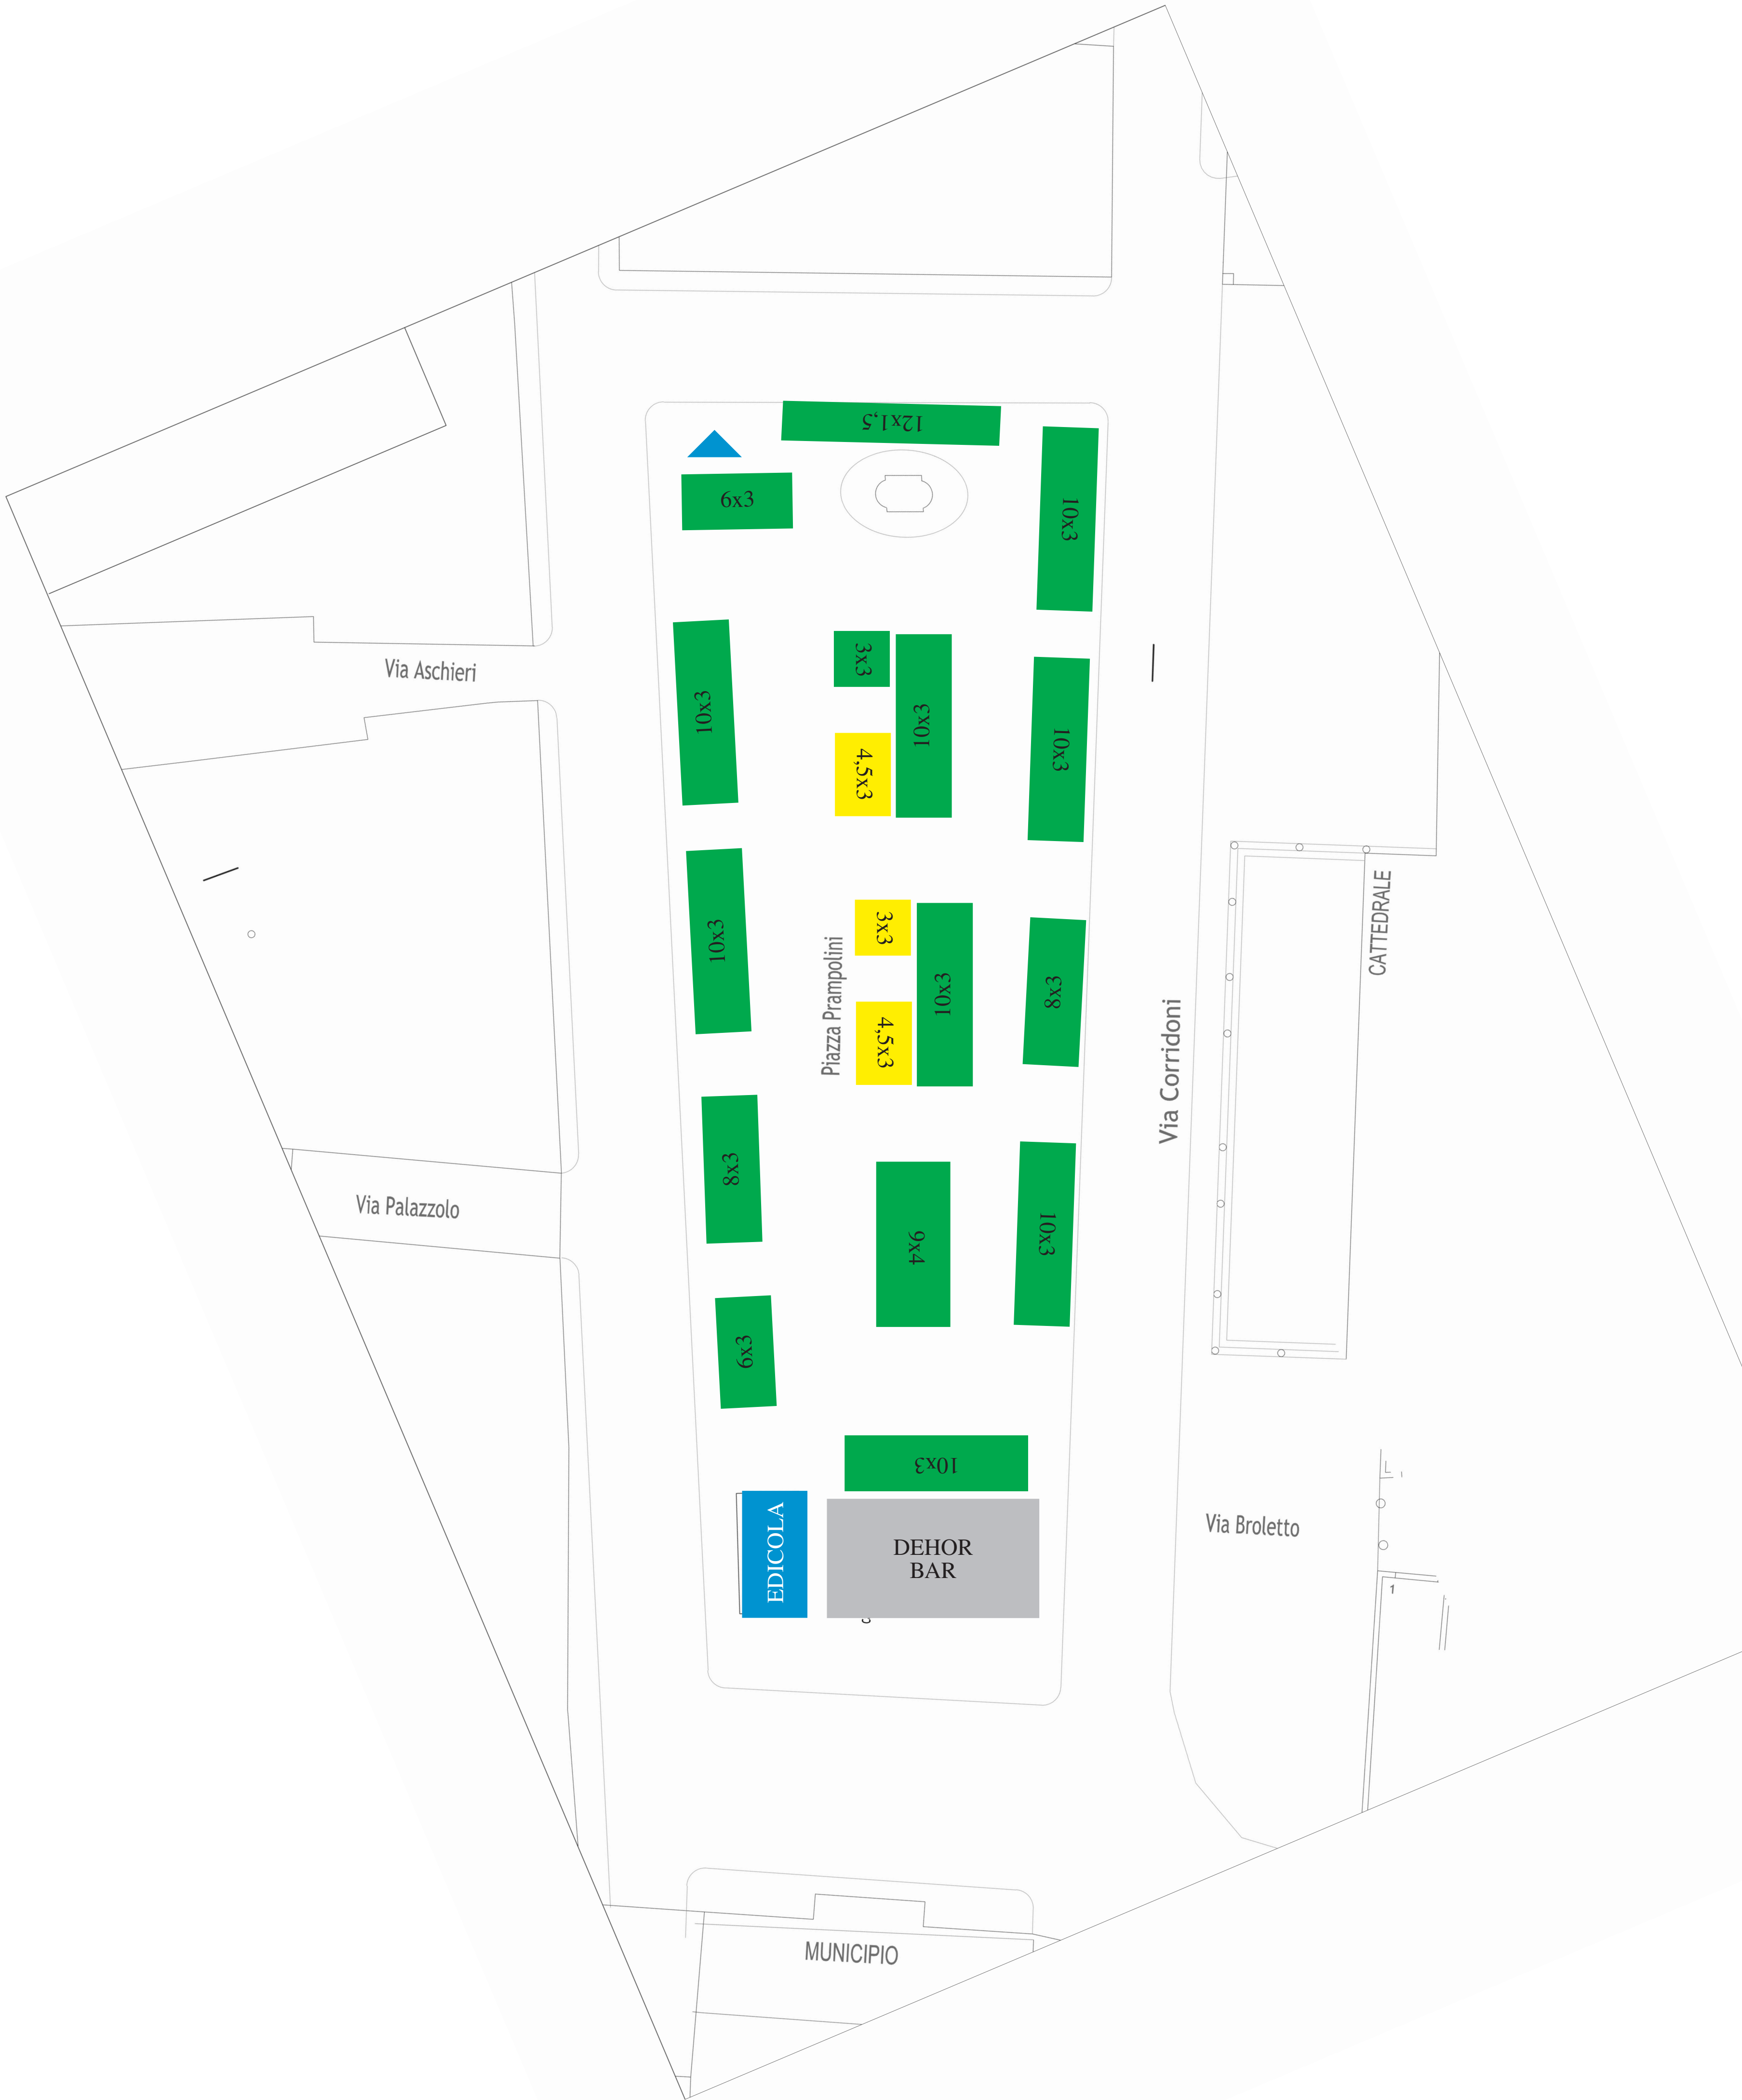 12x1,5
6x3
10x3
3x3
10x3
10x3
Via Aschieri
10x3
4,5x3
3x3
CATTEDRALE
10x3
Piazza Prampolini
10x3
8x3
4,5x3
Via Corridoni
8x3
Via Palazzolo
9x4
10x3
6x3
10x3
EDICOLA
DEHOR
BAR
Via Broletto
1
MUNICIPIO